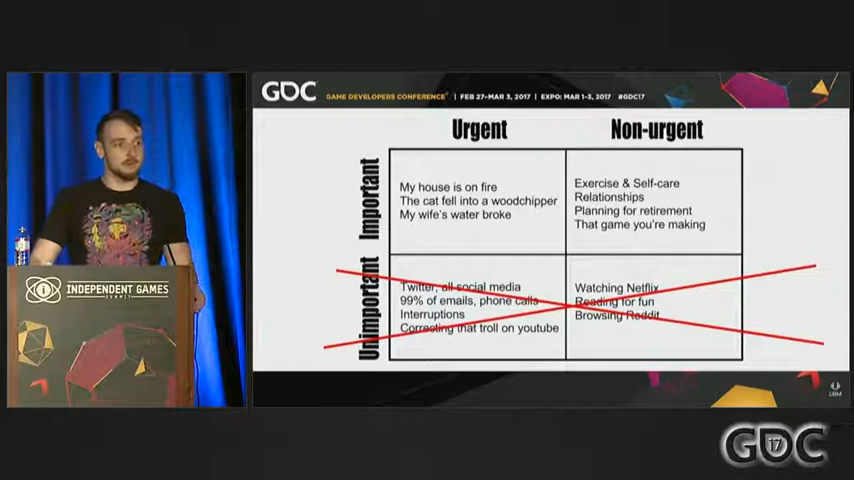 GDC
GAME DEVELOPERS CONFERENCE | FEB 27–MAR 3, 2017 | EXPO: MAR 1–3, 2017 #GDC17
Urgent
Non-urgent
Important
My house is on fire
The cat fell into a woodchipper
My wife's water broke
Exercise & Self-care
Relationships
Planning for retirement
That game you're making
Unimportant
Twitter, all social media
99% of emails, phone calls
Interruptions
Correcting that troll on youtube
Watching Netflix
Reading for fun
Browsing Reddit
INDEPENDENT GAMES
SUMMIT
UBM
GDC
17